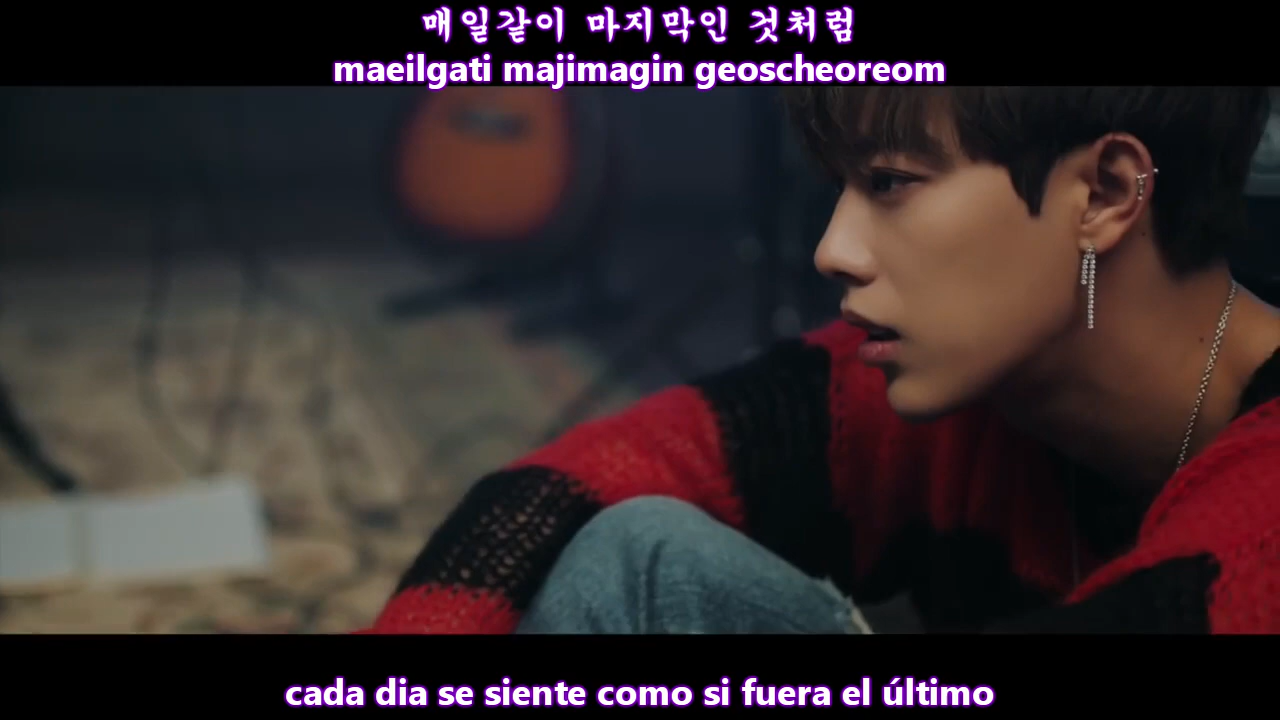 매일같이 마지막인 것처럼
maeilgati majimagin geoscheoreom
cada dia se siente como si fuera el último